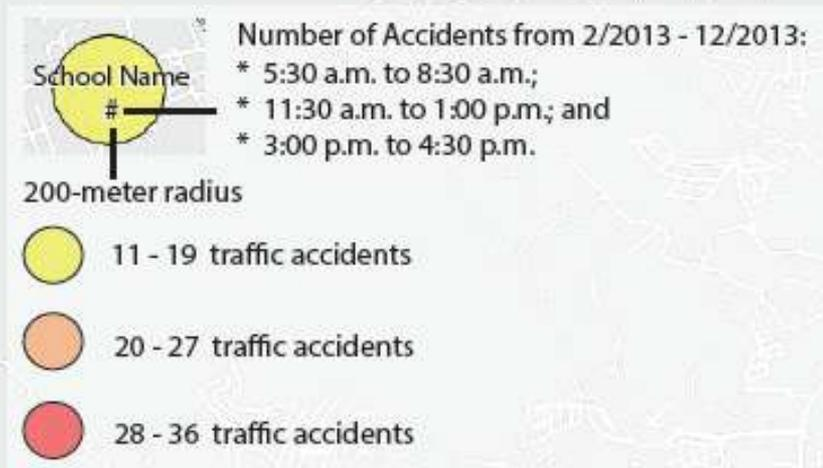 Number of Accidents from 2/2013 - 12/2013:
* 5:30 a.m. to 8:30 a.m.;
* 11:30 a.m. to 1:00 p.m.; and
* 3:00 p.m. to 4:30 p.m.
School Name
#
200-meter radius
11 - 19 traffic accidents
20 - 27 traffic accidents
28 - 36 traffic accidents